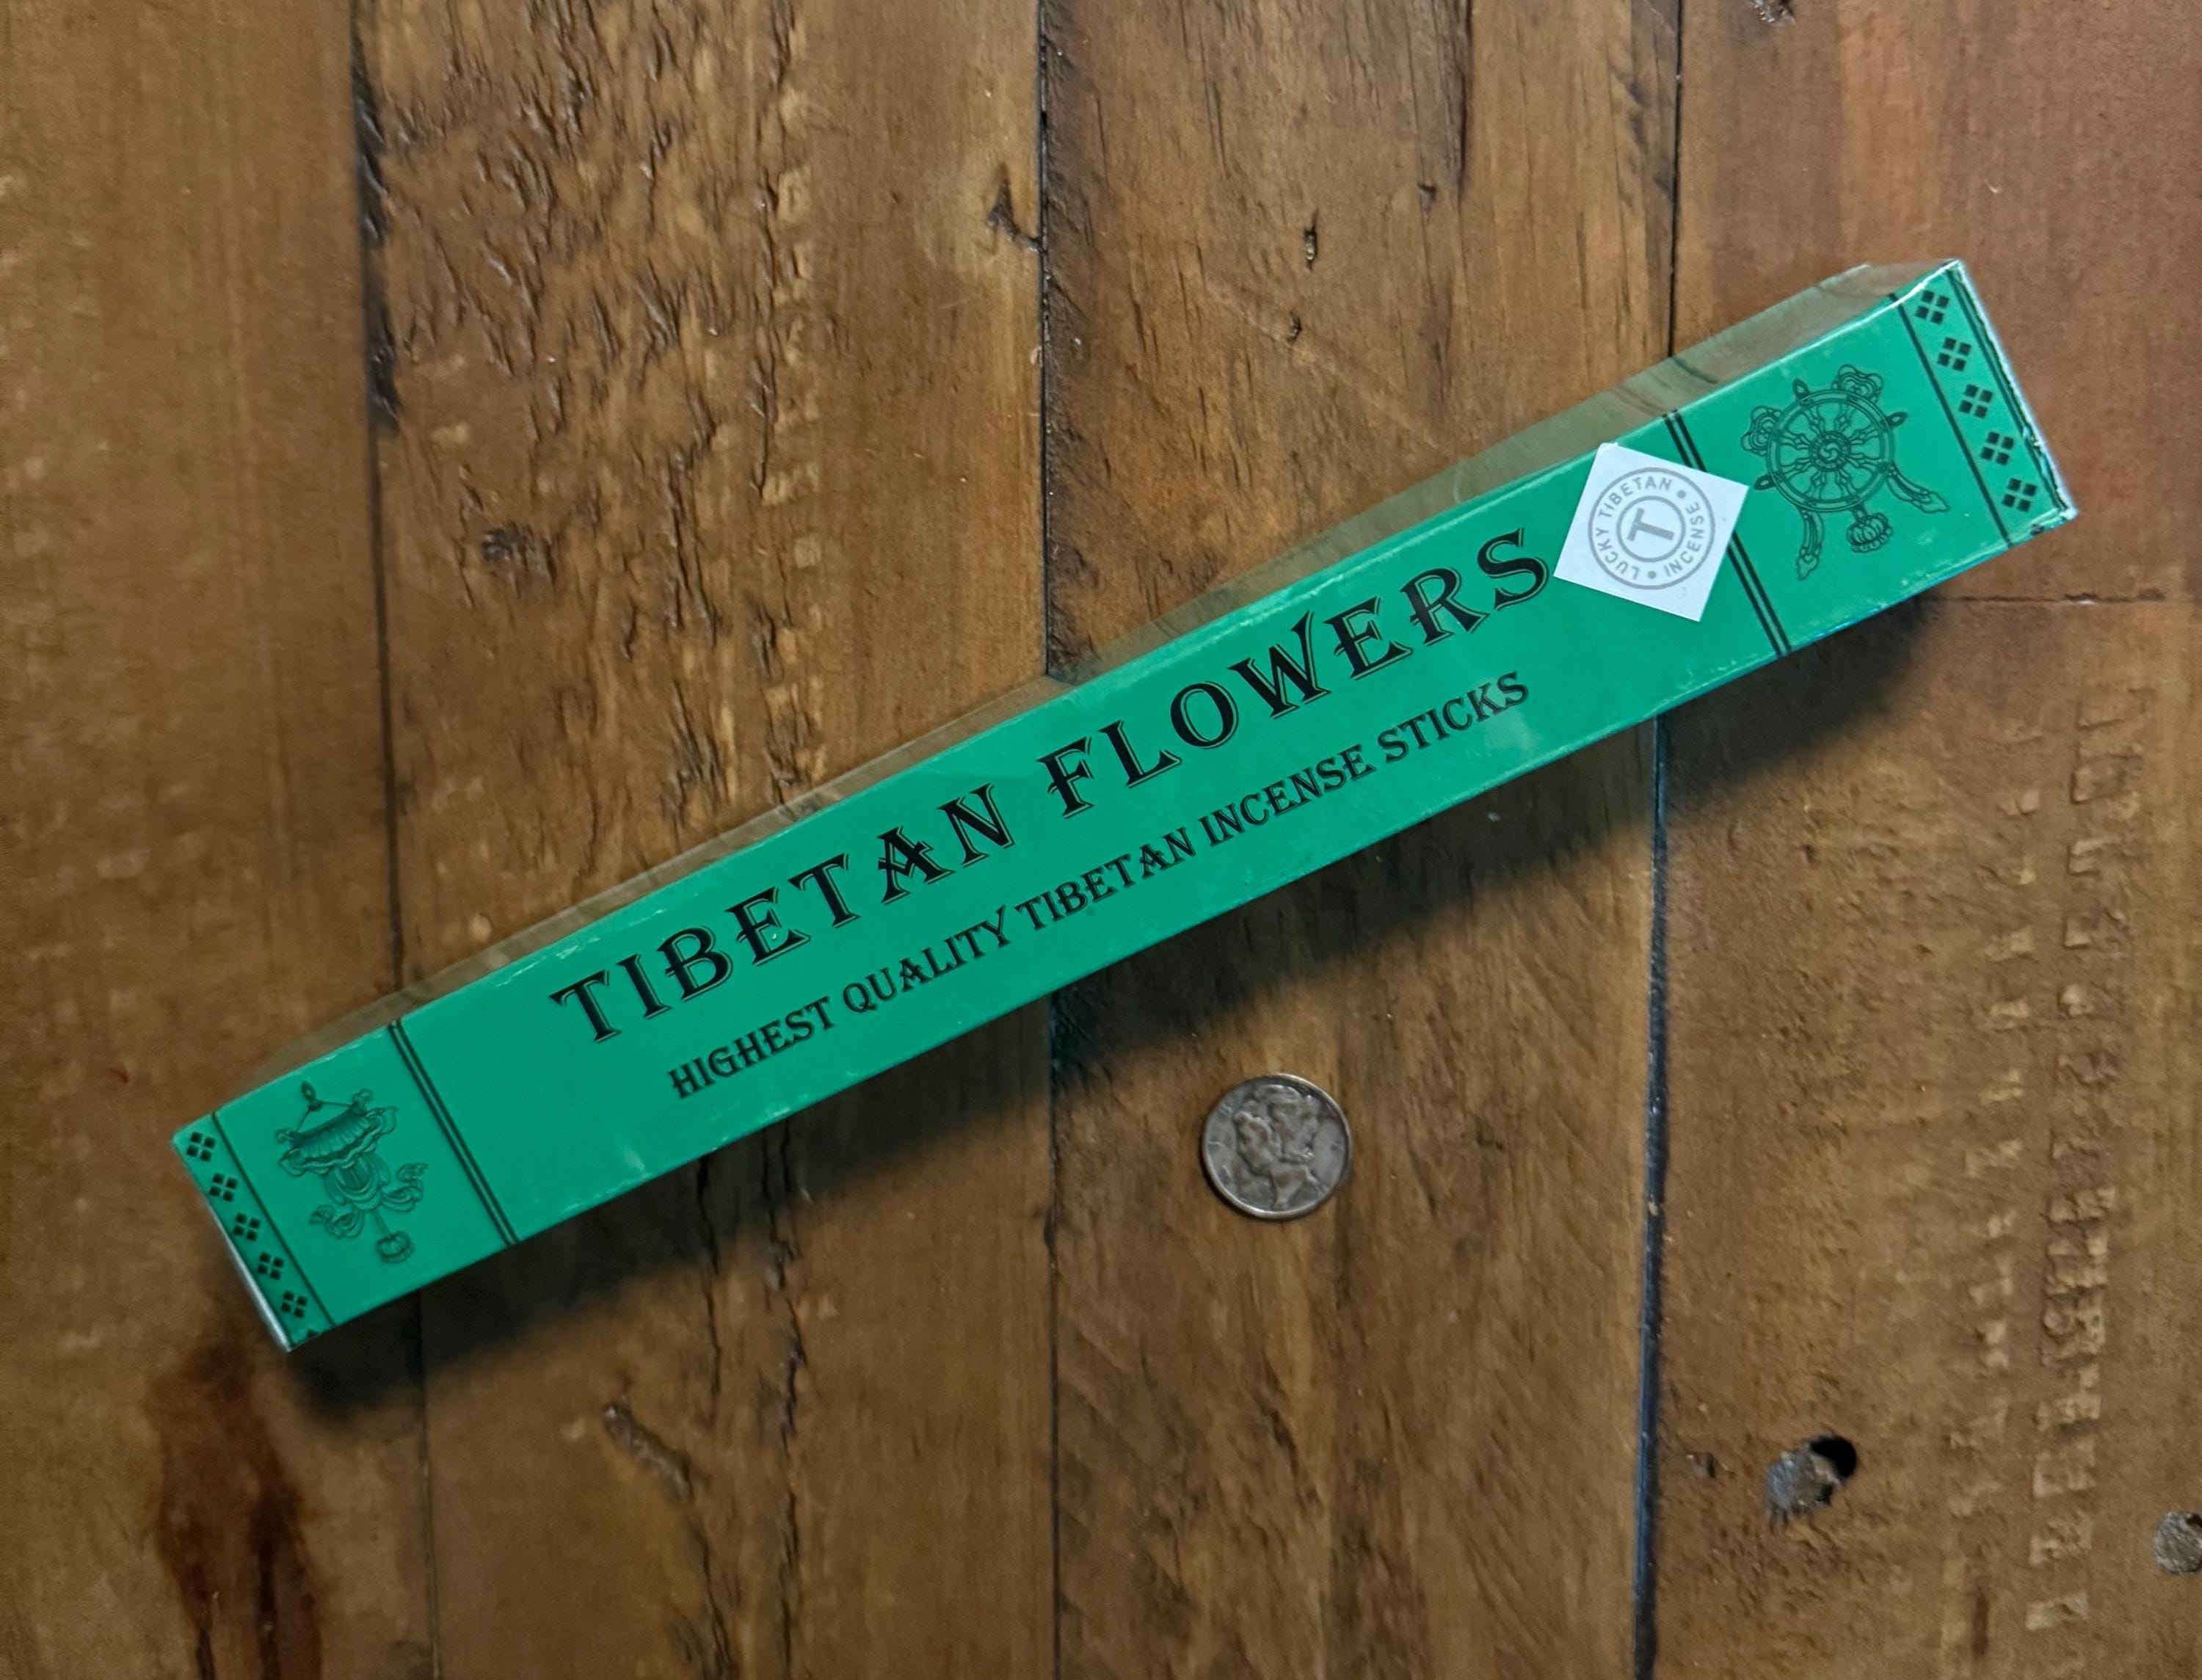 TIBETAN FLOWERS
HIGHEST QUALITY TIBETAN INCENSE STICKS
LUCKY TIBETAN • INCENSE •
T